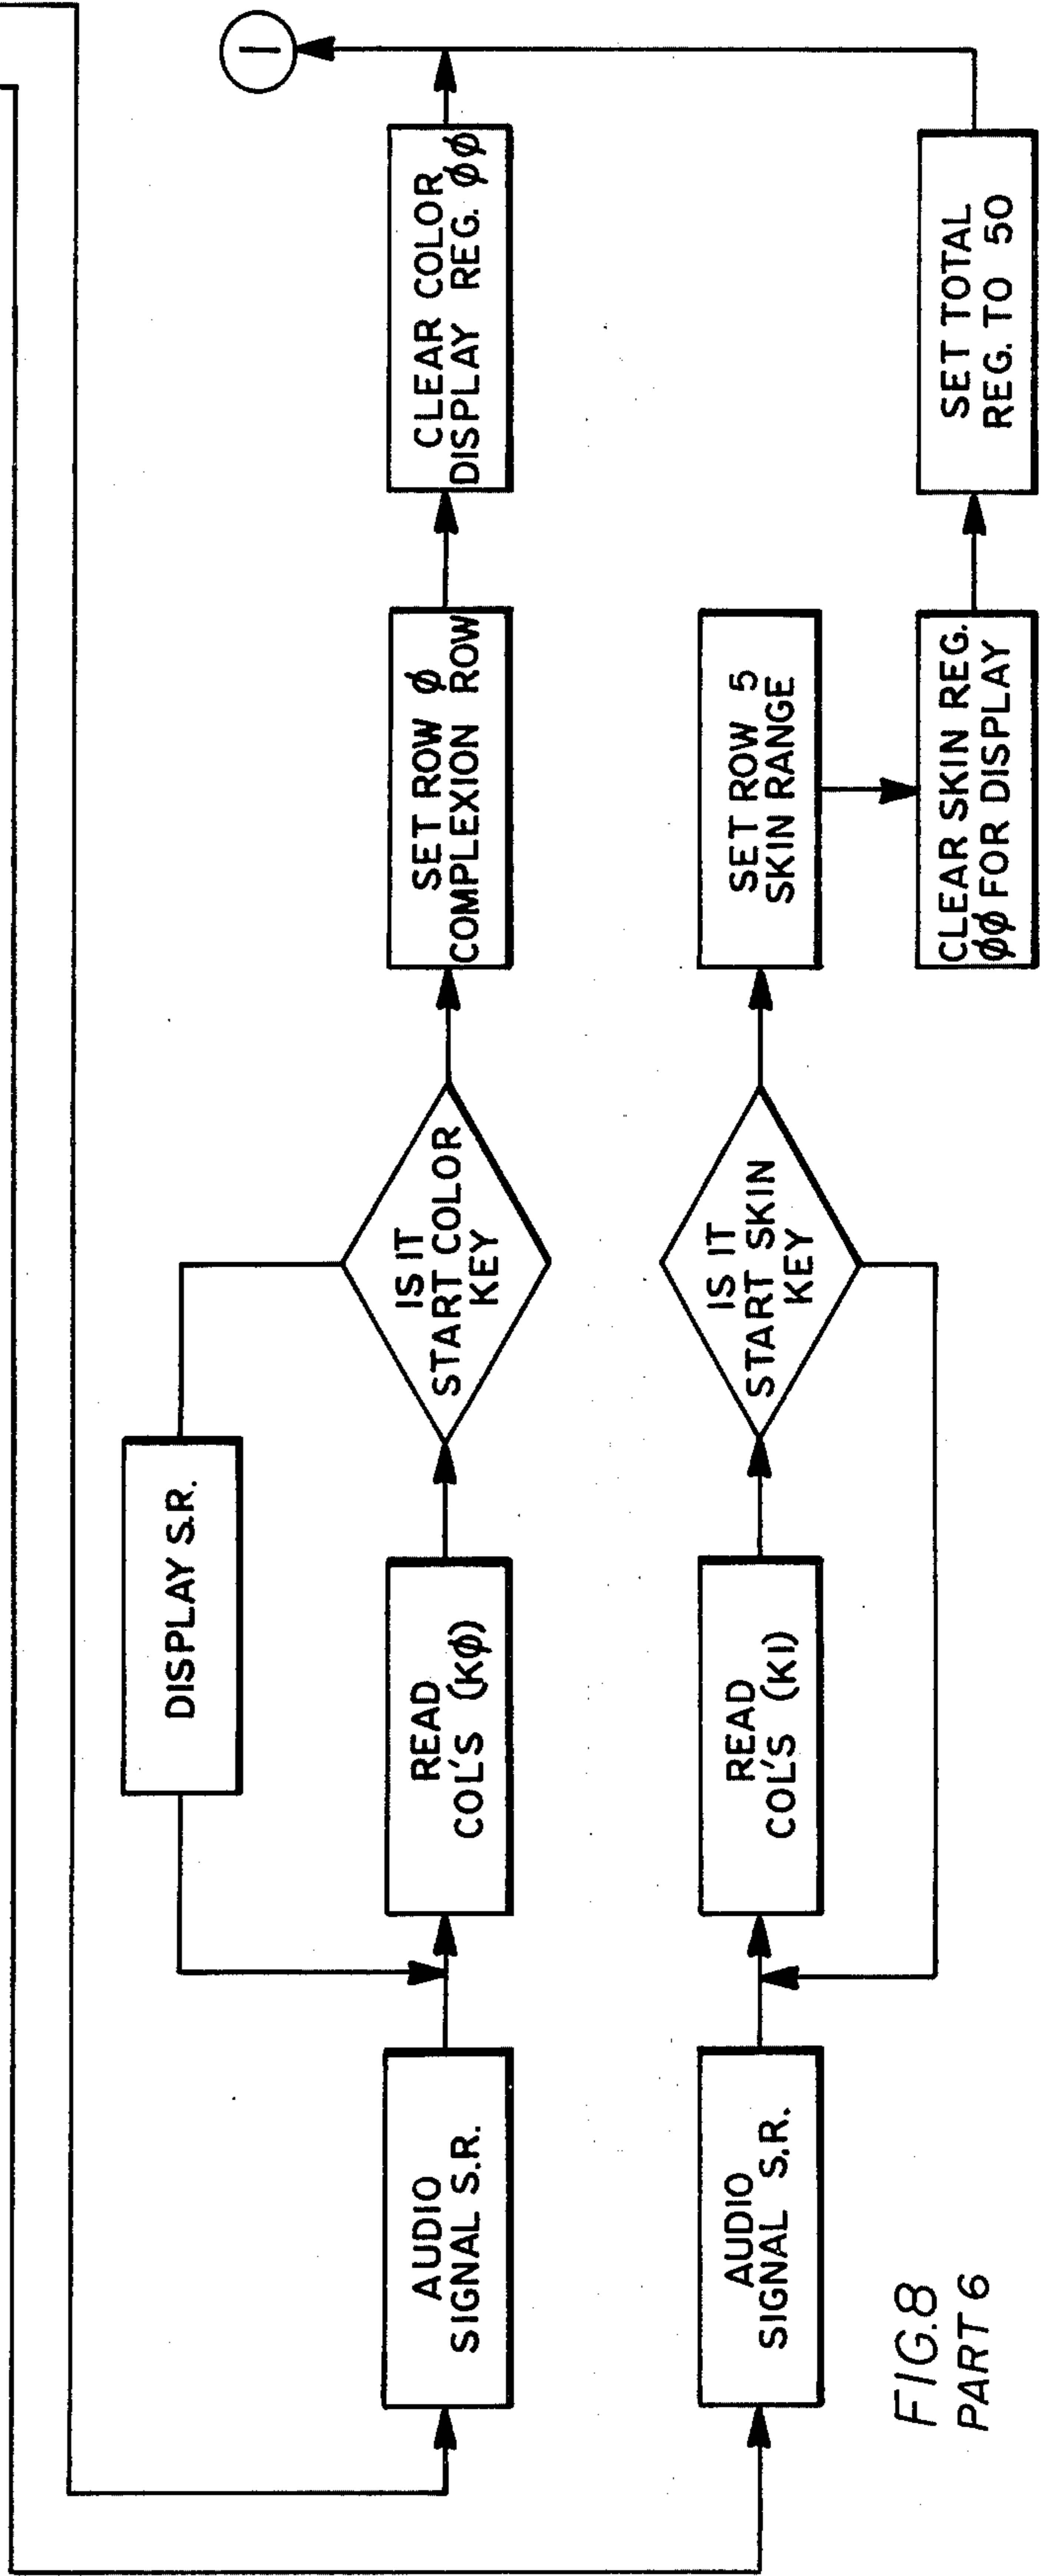 DISPLAY S.R.
AUDIO
SIGNAL S.R.
READ
COL'S (KØ)
IS IT
START COLOR
KEY
SET ROW Ø
COMPLEXION ROW
CLEAR COLOR
DISPLAY REG. ØØ
1
AUDIO
SIGNAL S.R.
READ
COL'S (K1)
IS IT
START SKIN
KEY
SET ROW 5
SKIN RANGE
CLEAR SKIN REG.
ØØ FOR DISPLAY
SET TOTAL
REG. TO 50
FIG.8
PART 6